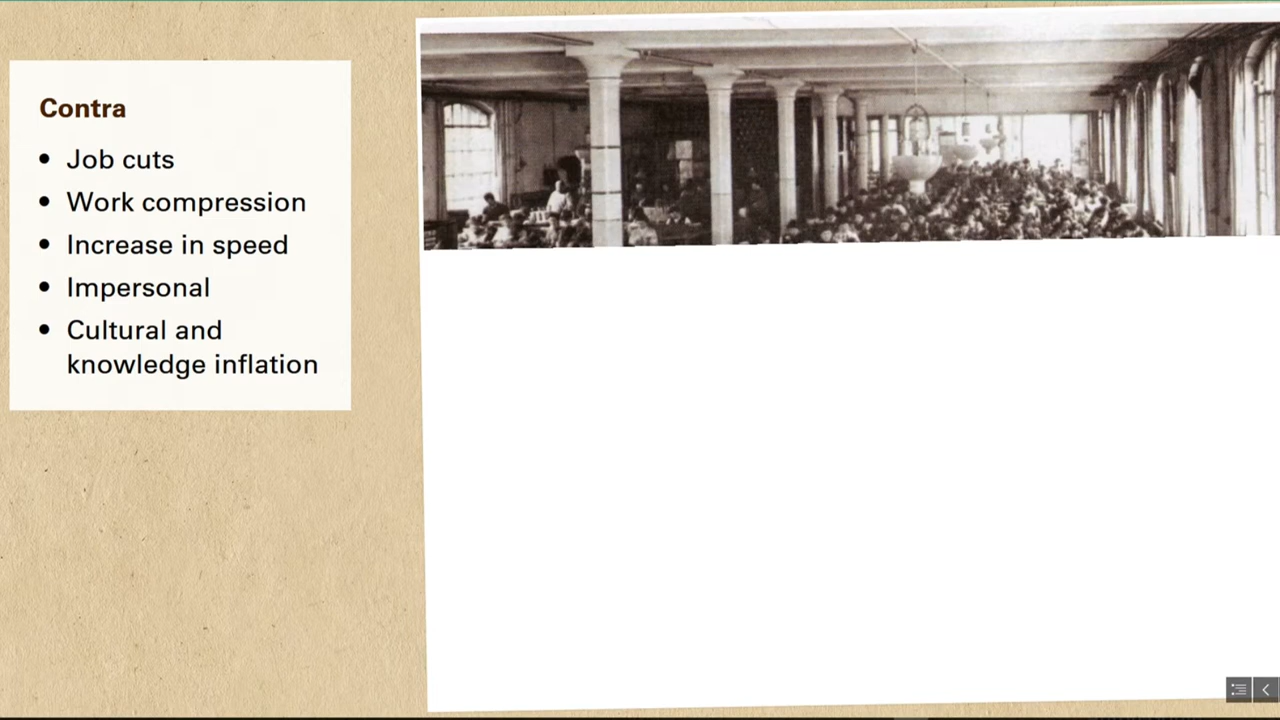 Contra
• Job cuts
• Work compression
• Increase in speed
• Impersonal
• Cultural and
knowledge inflation